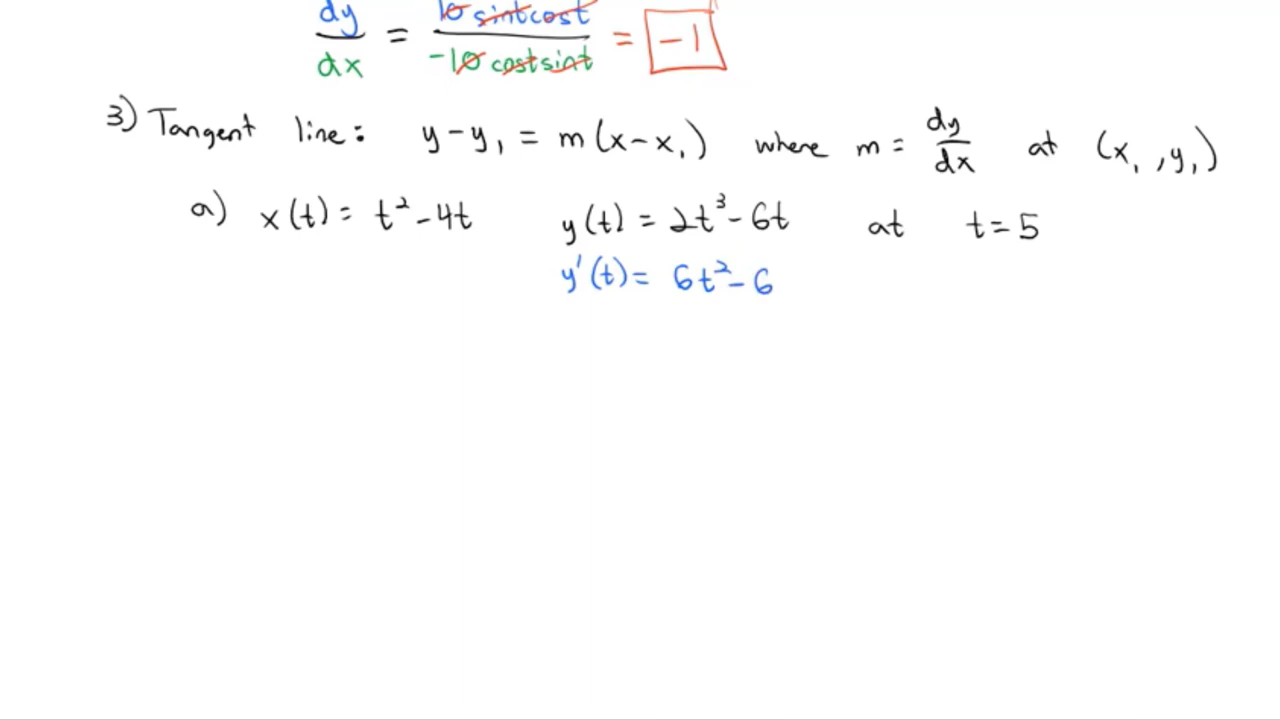 dy/dx = 10 sint cost / -10 cost sint = -1
3) Tangent line: y - y₁ = m(x - x₁) where m = dy/dx at (x₁, y₁)
a) x(t) = t² - 4t y(t) = 2t³ - 6t at t = 5
y'(t) = 6t² - 6